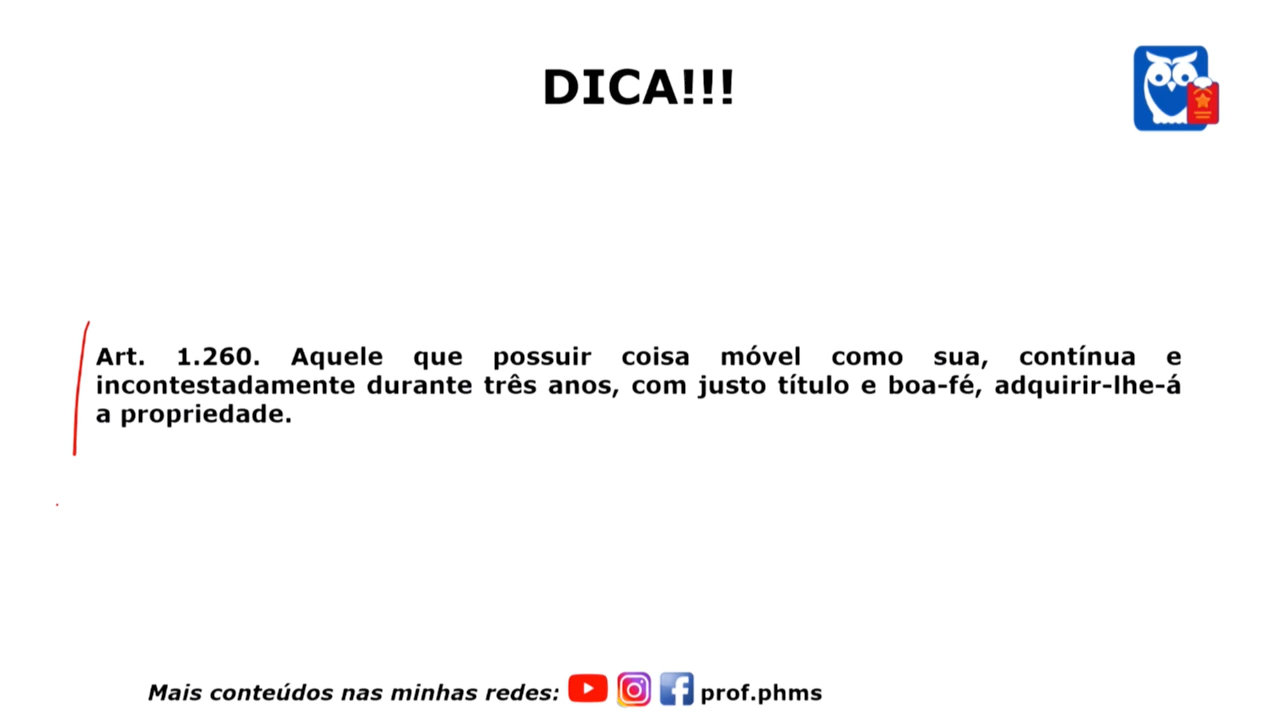 DICA!!!
Art. 1.260. Aquele que possuir coisa móvel como sua, contínua e
incontestadamente durante três anos, com justo título e boa-fé, adquirir-lhe-á
a propriedade.
Mais conteúdos nas minhas redes: prof.phms